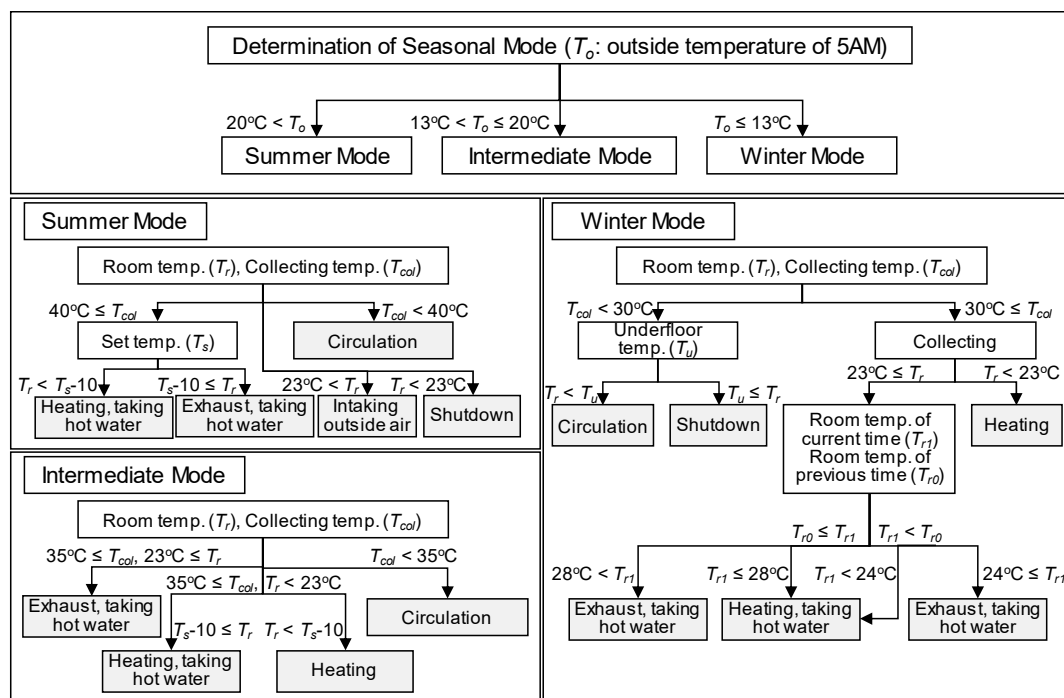 Determination of Seasonal Mode (To: outside temperature of 5AM)
20oC < To
13oC < To ≤ 20oC
To ≤ 13oC
Summer Mode
Intermediate Mode
Winter Mode
Summer Mode
Room temp. (Tr), Collecting temp. (Tcol)
40oC ≤ Tcol
Tcol < 40oC
Set temp. (Ts)
Circulation
Tr < Ts-10
Ts-10 ≤ Tr
23oC < Tr
Tr < 23oC
Heating, taking
hot water
Exhaust, taking
hot water
Intaking
outside air
Shutdown
Intermediate Mode
Room temp. (Tr), Collecting temp. (Tcol)
35oC ≤ Tcol, 23oC ≤ Tr
Tcol < 35oC
35oC ≤ Tcol, Tr < 23oC
Exhaust, taking
hot water
Circulation
Ts-10 ≤ Tr
Tr < Ts-10
Heating, taking
hot water
Heating
Winter Mode
Room temp. (Tr), Collecting temp. (Tcol)
Tcol < 30oC
30oC ≤ Tcol
Underfloor
temp. (Tu)
Collecting
Tr < Tu
Tu ≤ Tr
23oC ≤ Tr
Tr < 23oC
Circulation
Shutdown
Room temp. of
current time (Tr1)
Room temp. of
previous time (Tr0)
Heating
Tr0 ≤ Tr1
Tr1 < Tr0
28oC < Tr1
Tr1 ≤ 28oC
Tr1 < 24oC
24oC ≤ Tr1
Exhaust, taking
hot water
Heating, taking
hot water
Exhaust, taking
hot water